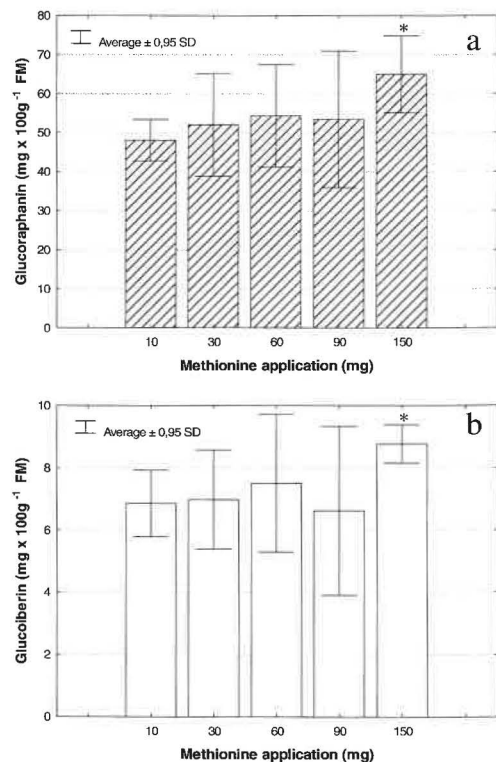 80
Average ± 0,95 SD
*
a
70
60
50
40
30
20
10
0
Glucoraphanin (mg x 100g⁻¹ FM)
10 30 60 90 150
Methionine application (mg)
10
Average ± 0,95 SD
*
b
8
6
4
2
0
Glucoiberin (mg x 100g⁻¹ FM)
10 30 60 90 150
Methionine application (mg)